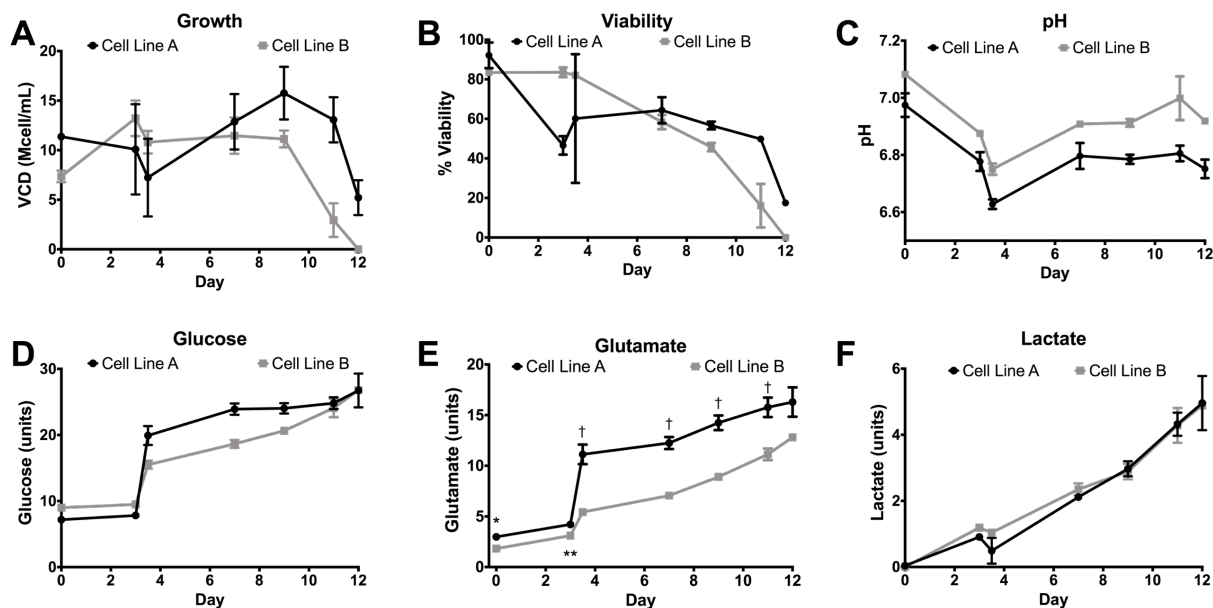 A
Growth
Cell Line A
Cell Line B
VCD (Mcell/mL)
20
15
10
5
0
0 2 4 6 8 10 12
Day
B
Viability
Cell Line A
Cell Line B
% Viability
100
80
60
40
20
0
0 2 4 6 8 10 12
Day
C
pH
Cell Line A
Cell Line B
pH
7.2
7.0
6.8
6.6
0 2 4 6 8 10 12
Day
D
Glucose
Cell Line A
Cell Line B
Glucose (units)
30
20
10
0
0 2 4 6 8 10 12
Day
E
Glutamate
Cell Line A
Cell Line B
Glutamate (units)
20
15
10
5
0
* ** † † † †
0 2 4 6 8 10 12
Day
F
Lactate
Cell Line A
Cell Line B
Lactate (units)
6
4
2
0
0 2 4 6 8 10 12
Day